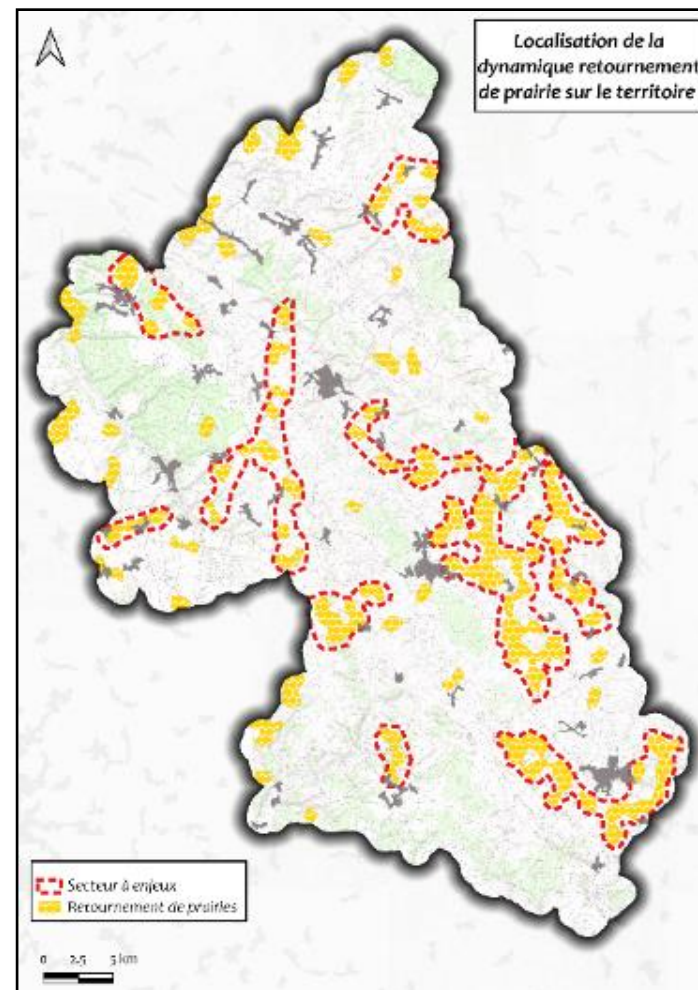 Localisation de la
dynamique retournement
de prairie sur le territoire
Secteur à enjeux
Retournement de prairies
0 2.5 5 km